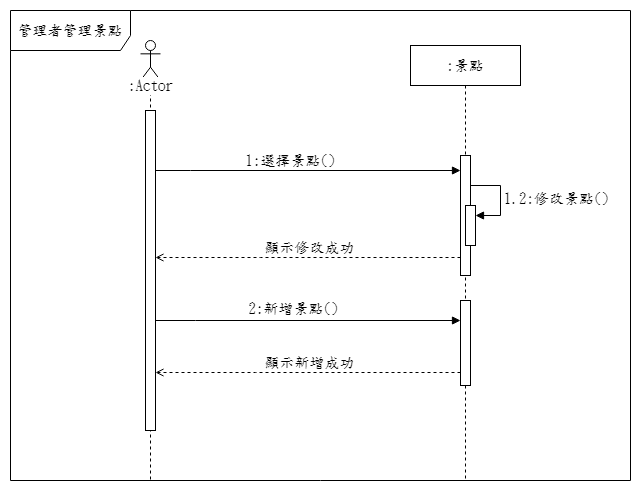 管理者管理景點
:Actor
:景點
1:選擇景點()
1.2:修改景點()
顯示修改成功
2:新增景點()
顯示新增成功